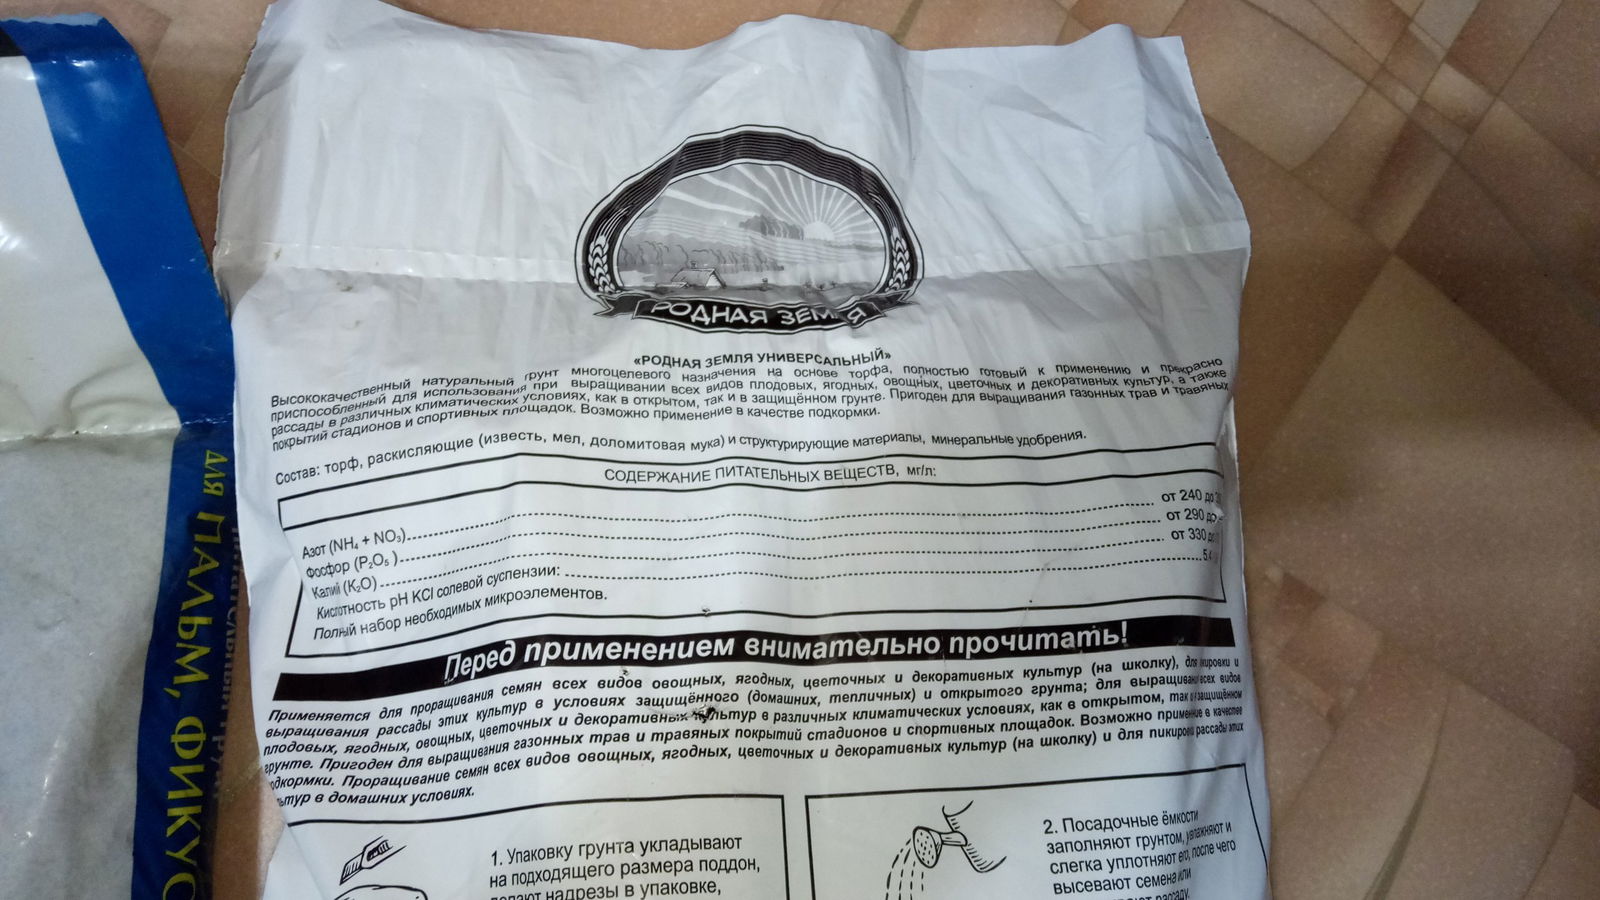 РОДНАЯ ЗЕМЛЯ
«РОДНАЯ ЗЕМЛЯ УНИВЕРСАЛЬНЫЙ»
Высококачественный натуральный грунт многоцелевого назначения на основе торфа, полностью готовый к применению и прекрасно
приспособленный для использования при выращивании всех видов плодовых, ягодных, овощных, цветочных и декоративных культур, а также
рассады в различных климатических условиях, как в открытом, так и в защищённом грунте. Пригоден для выращивания газонных трав и травяных
покрытий стадионов и спортивных площадок. Возможно применение в качестве подкормки.
Состав: торф, раскисляющие (известь, мел, доломитовая мука) и структурирующие материалы, минеральные удобрения.
СОДЕРЖАНИЕ ПИТАТЕЛЬНЫХ ВЕЩЕСТВ, мг/л:
Азот (NH₄ + NO₃) от 240 до
Фосфор (P₂O₅) от 290 до
Калий (K₂O) от 330 до
Кислотность pH KCl солевой суспензии:
Полный набор необходимых микроэлементов.
Перед применением внимательно прочитать!
Применяется для проращивания семян всех видов овощных, ягодных, цветочных и декоративных культур (на школку), для пикировки и
выращивания рассады этих культур в условиях защищённого (домашних, тепличных) и открытого грунта; для выращивания всех видов
плодовых, ягодных, овощных, цветочных и декоративных культур в различных климатических условиях, как в открытом, так и защищённом
грунте. Пригоден для выращивания газонных трав и травяных покрытий стадионов и спортивных площадок. Возможно применение в качестве
подкормки. Проращивание семян всех видов овощных, ягодных, цветочных и декоративных культур (на школку) и для пикировки рассады этих
культур в домашних условиях.
1. Упаковку грунта укладывают
на подходящего размера поддон,
делают надрезы в упаковке,
2. Посадочные ёмкости
заполняют грунтом, увлажняют и
слегка уплотняют его, после чего
высевают семена или
рассаду.
для ПАЛЬМ, ФИКУС